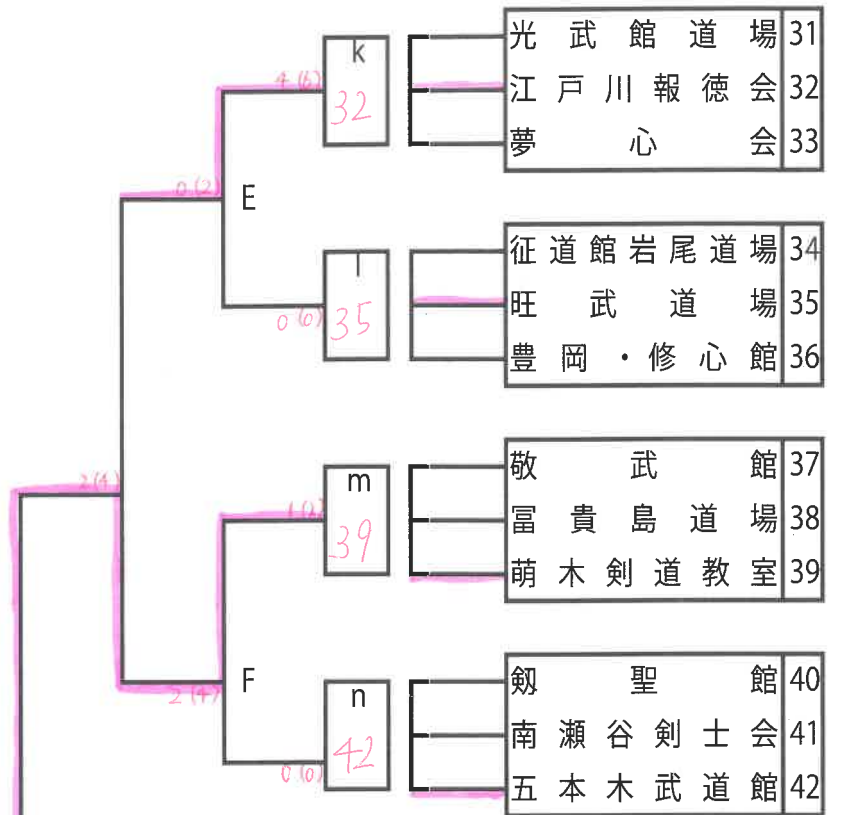 k
光武館道場 31
4(6)
32
江戸川報徳会 32
夢心会 33
0(2)
E
l
征道館岩尾道場 34
0(0)
35
旺武道場 35
豊岡・修心館 36
敬武館 37
2(4)
m
冨貴島道場 38
1(2)
39
萌木剣道教室 39
F
2(4)
n
剱聖館 40
南瀬谷剣士会 41
0(0)
42
五本木武道館 42